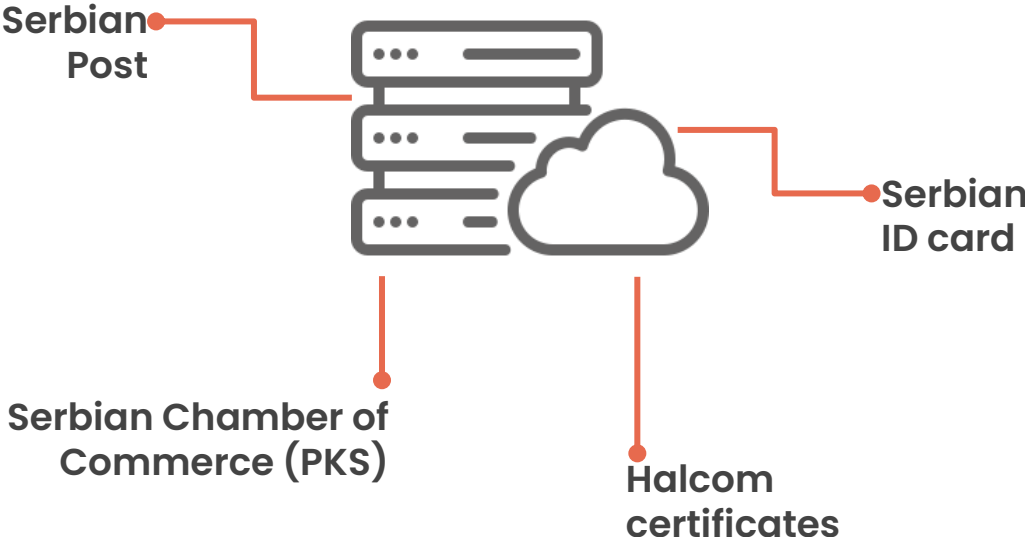 Serbian
Post
Serbian
ID card
Serbian Chamber of
Commerce (PKS)
Halcom
certificates